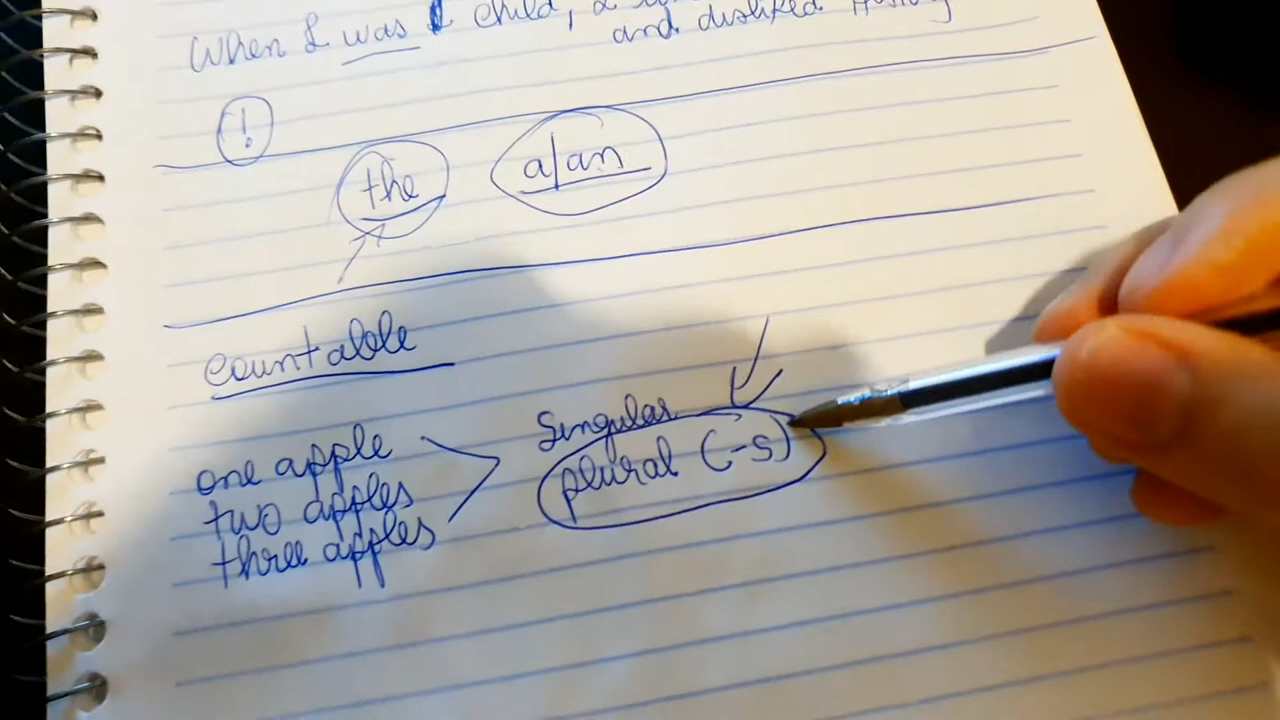 When I was child, I
and disliked
!
the a/an
countable
one apple
two apples
three apples
Singular
plural (-s)